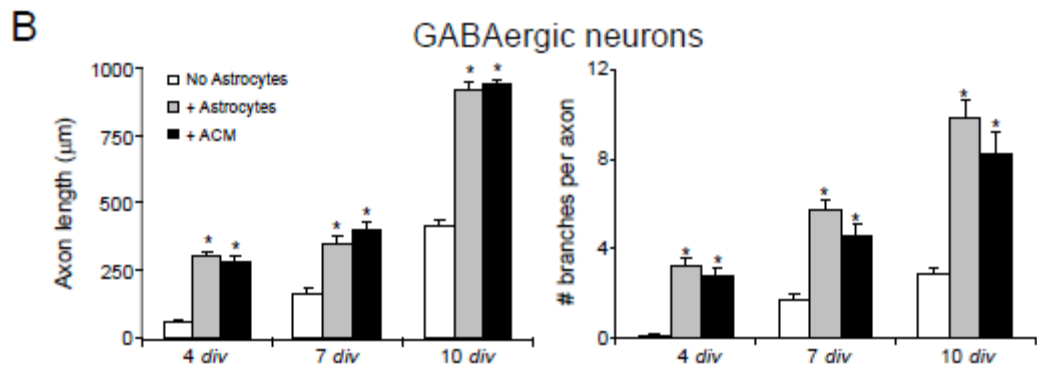 B
GABAergic neurons
Axon length (μm)
1000
750
500
250
0
No Astrocytes
+ Astrocytes
+ ACM
* *
* *
* *
4 div 7 div 10 div
# branches per axon
12
8
4
0
* *
* *
* *
4 div 7 div 10 div